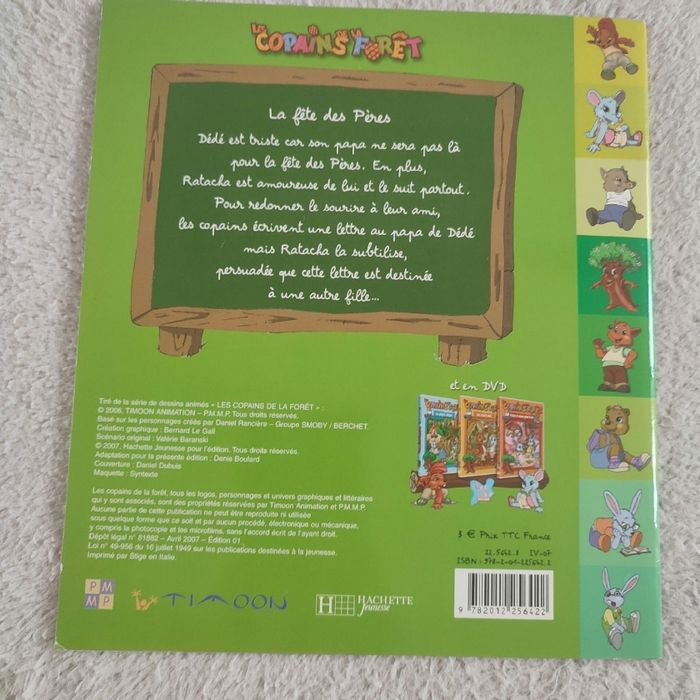 LES COPAINS DE LA FORÊT
La fête des Pères
Dédé est triste car son papa ne sera pas là
pour la fête des Pères. En plus,
Ratacha est amoureuse de lui et le suit partout.
Pour redonner le sourire à leur ami,
les copains écrivent une lettre au papa de Dédé
mais Ratacha la subtilise,
persuadée que cette lettre est destinée
à une autre fille...
et en DVD
Tiré de la série de dessins animés « LES COPAINS DE LA FORÊT » :
© 2006, TIMOON ANIMATION – P.M.M.P. Tous droits réservés.
Basé sur les personnages créés par Daniel Rancière – Groupe SMOBY / BERCHET.
Création graphique : Bernard Le Gall
Scénario original : Valérie Baranski
© 2007, Hachette Jeunesse pour l'édition. Tous droits réservés.
Adaptation pour la présente édition : Denis Boulard
Couverture : Daniel Dubuis
Maquette : Syntexte
Les copains de la forêt, tous les logos, personnages et univers graphiques et littéraires
qui y sont associés, sont des propriétés réservées par Timoon Animation et P.M.M.P.
Aucune partie de cette publication ne peut être reproduite ni utilisée
sous quelque forme que ce soit et par aucun procédé, électronique ou mécanique,
y compris la photocopie et les microfilms, sans l'accord écrit de l'ayant droit.
Dépôt légal n° 81882 – Avril 2007 – Édition 01
Loi n° 49-956 du 16 juillet 1949 sur les publications destinées à la jeunesse.
Imprimé par Stige en Italie.
3 € Prix TTC France
22.5642.8 IV-07
ISBN : 978-2-01-225642.2
9 782012 256422
PMMP
TIMOON
H HACHETTE
Jeunesse